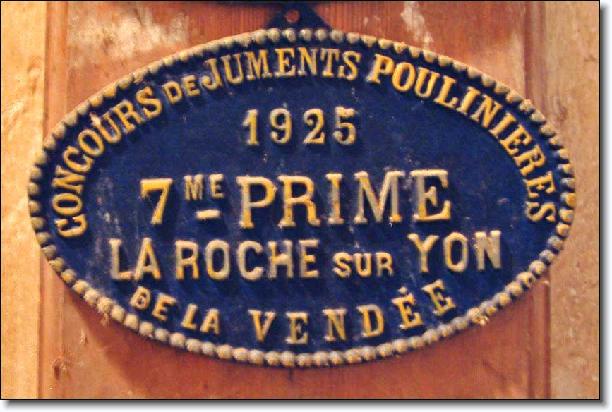 CONCOURS DE JUMENTS POULINIERES
1925
7ME PRIME
LA ROCHE SUR YON
DE LA VENDÉE